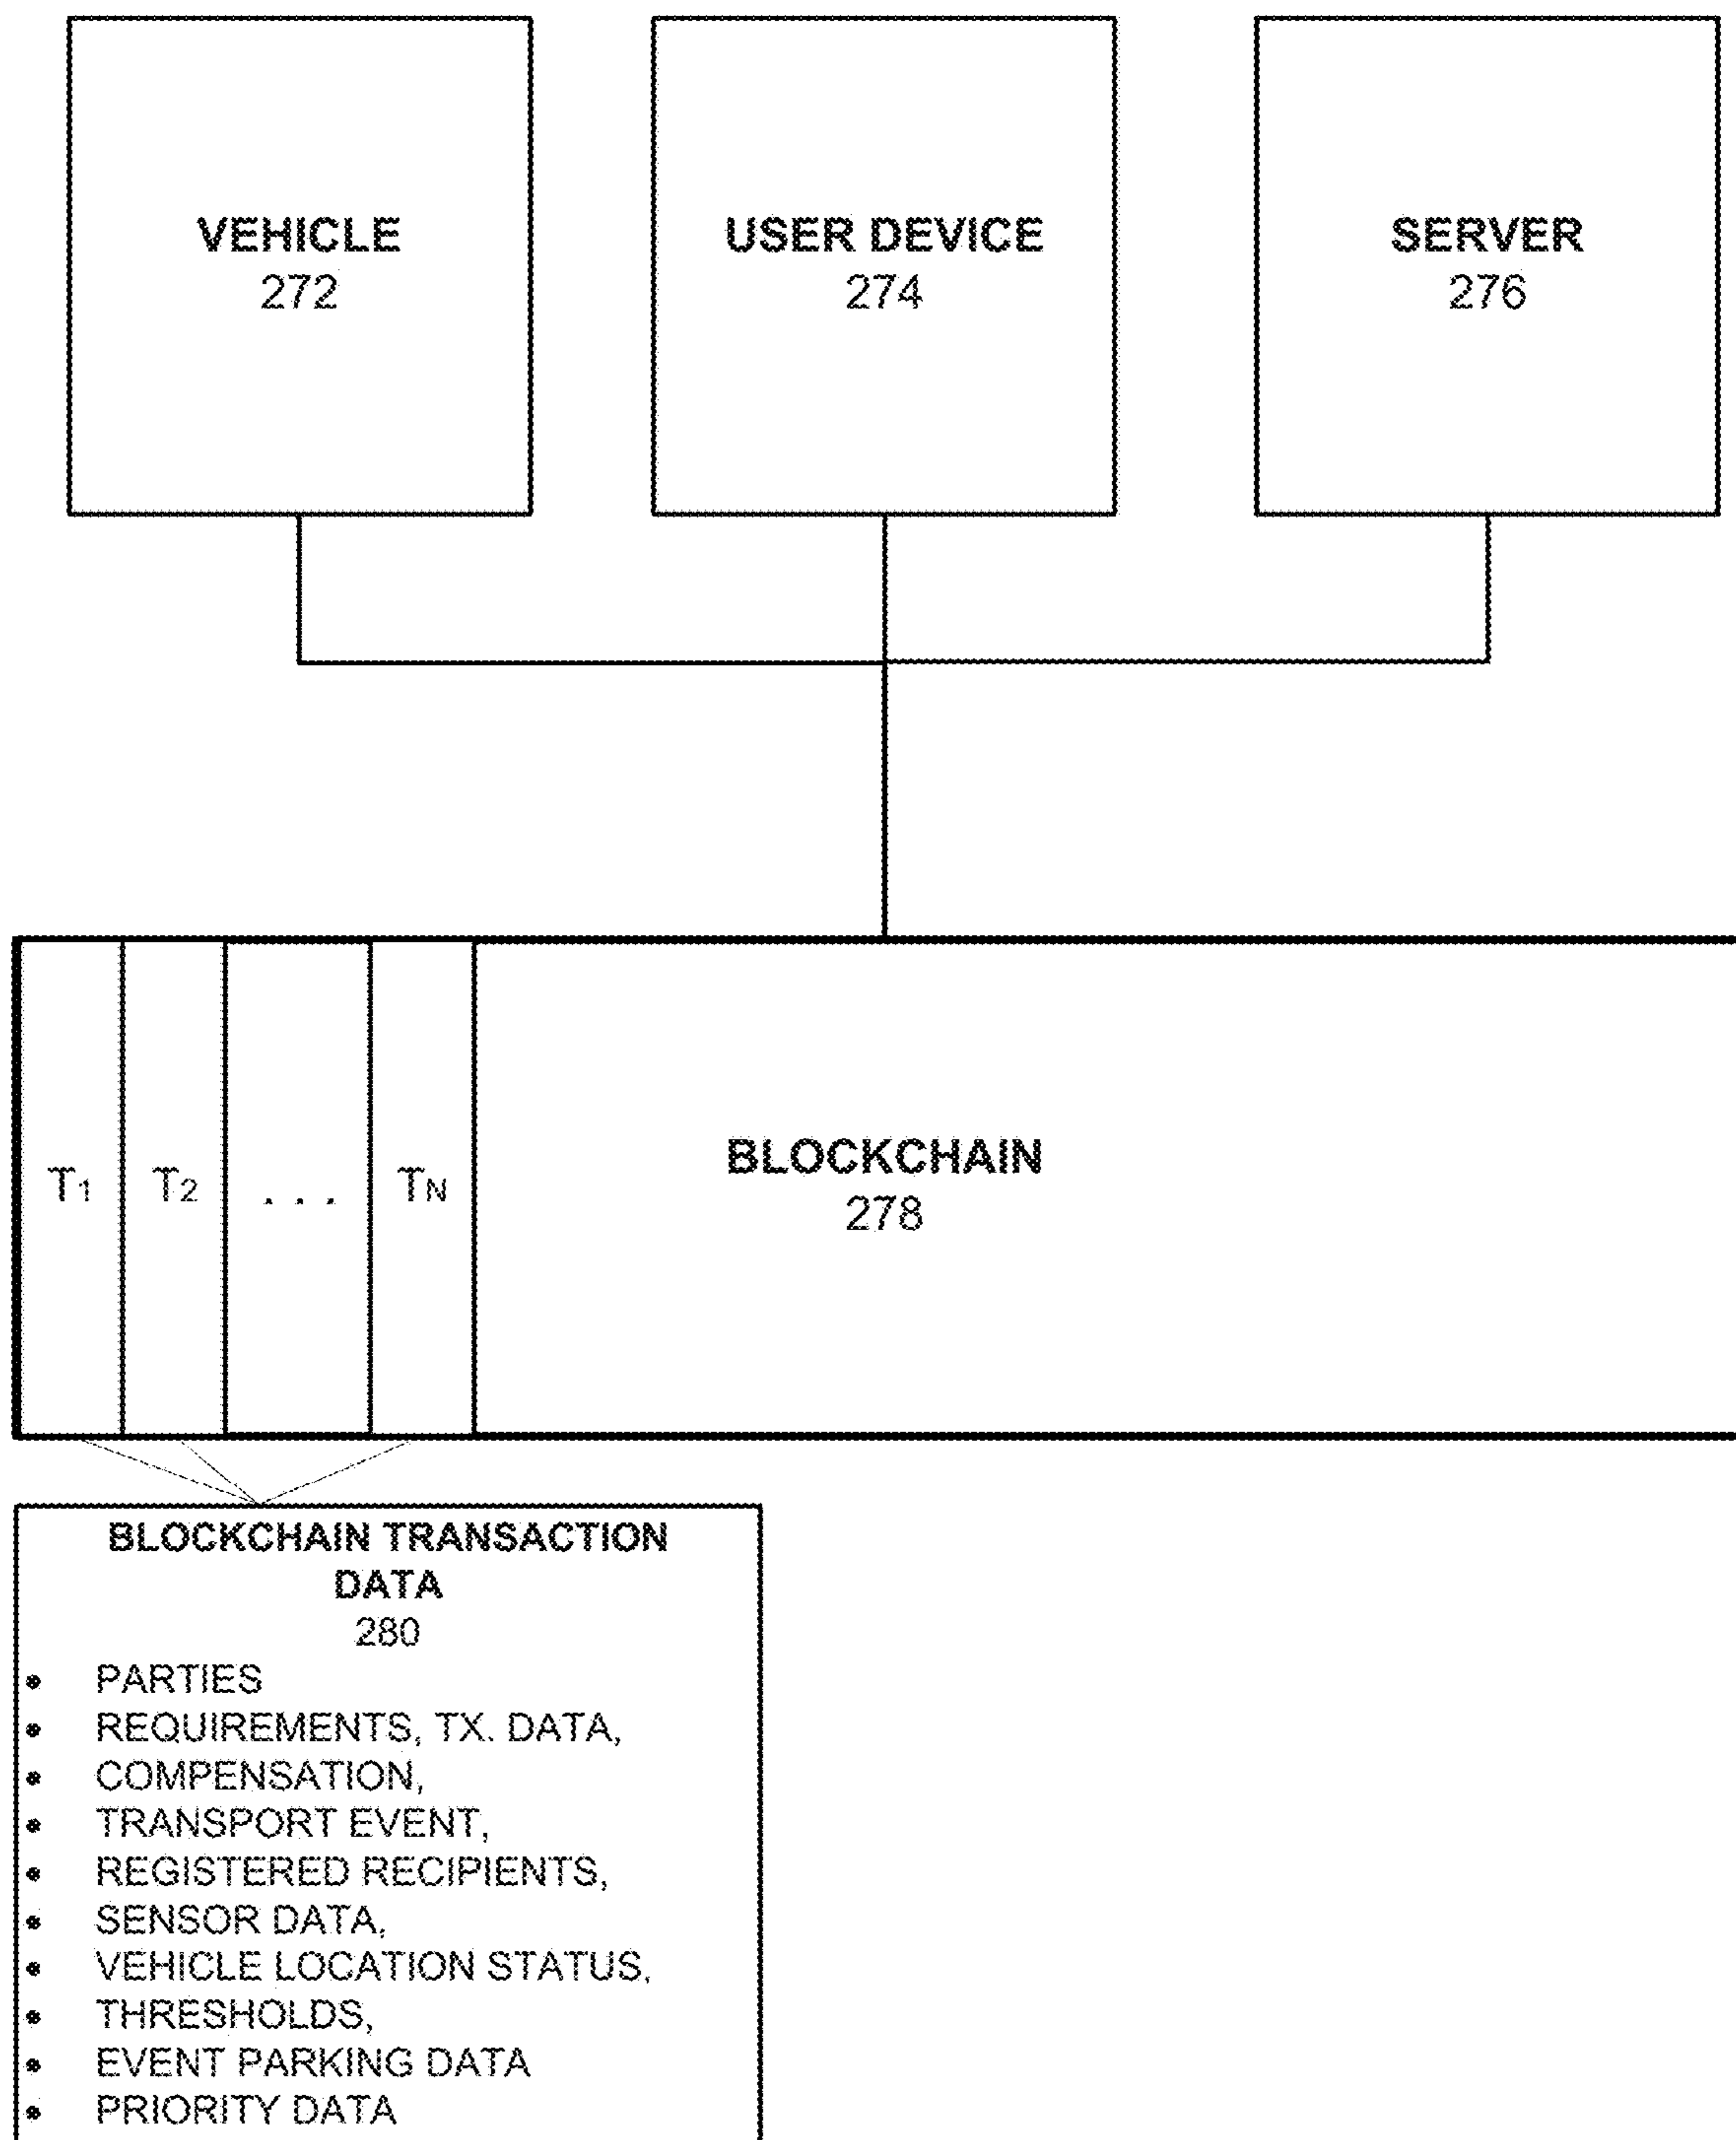 VEHICLE
272
USER DEVICE
274
SERVER
276
T1
T2
. . .
TN
BLOCKCHAIN
278
BLOCKCHAIN TRANSACTION
DATA
280
• PARTIES
• REQUIREMENTS, TX. DATA,
• COMPENSATION,
• TRANSPORT EVENT,
• REGISTERED RECIPIENTS,
• SENSOR DATA,
• VEHICLE LOCATION STATUS,
• THRESHOLDS,
• EVENT PARKING DATA
• PRIORITY DATA